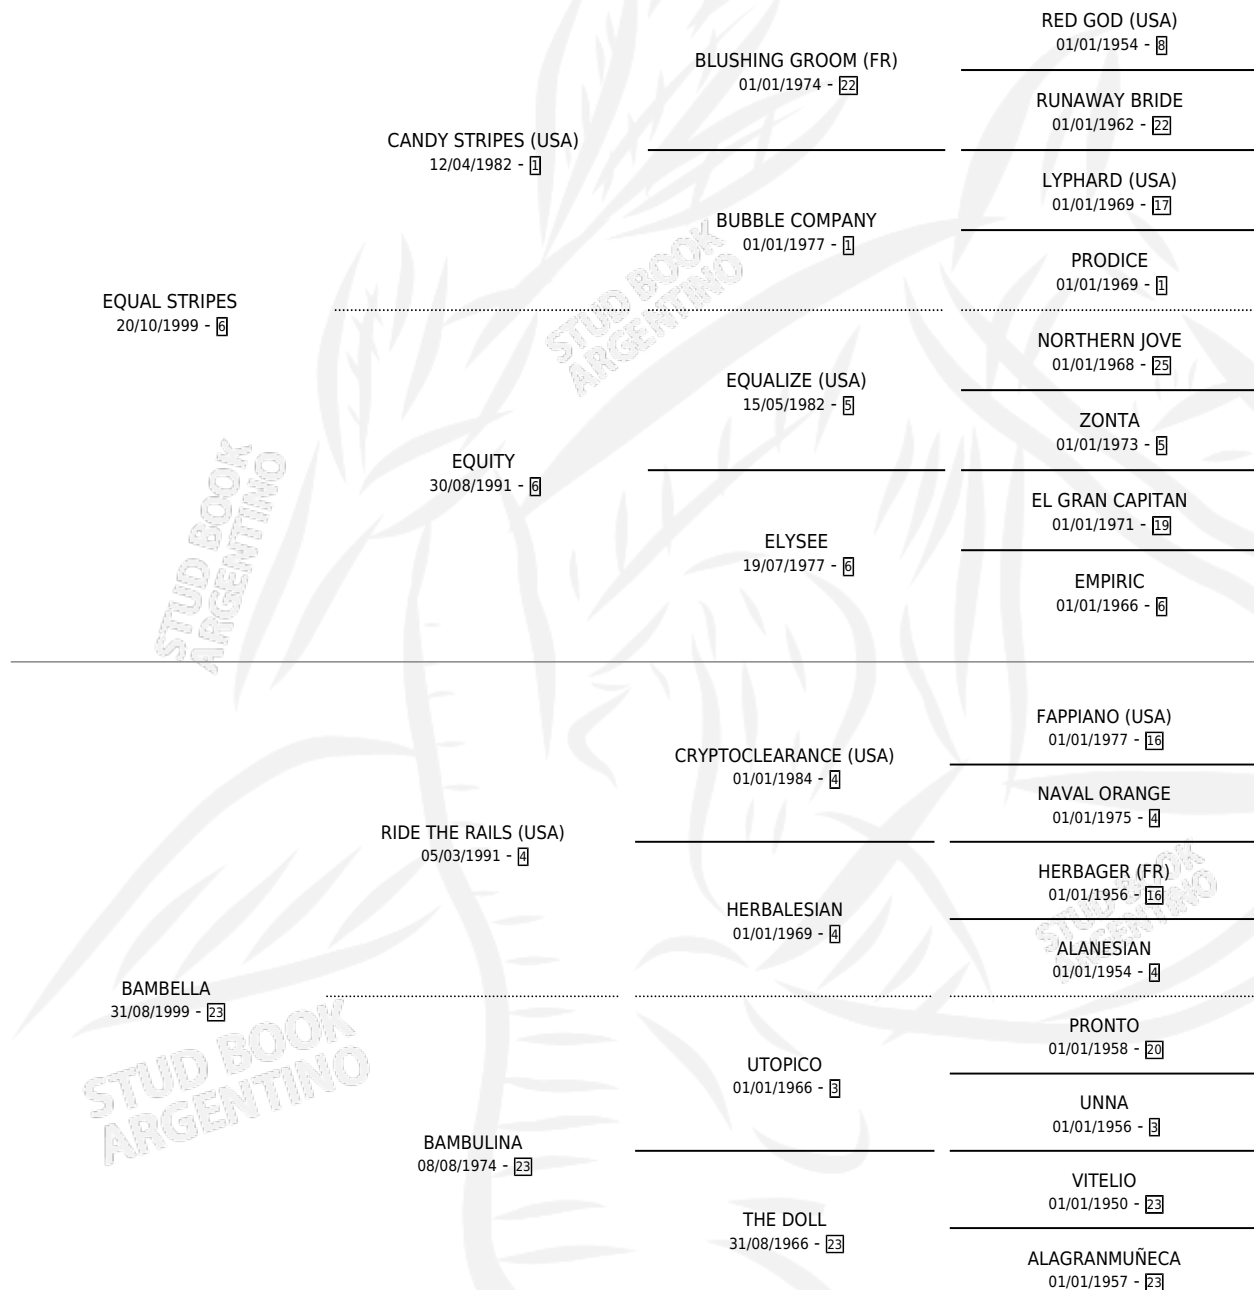 RED GOD (USA)
01/01/1954 - 8
BLUSHING GROOM (FR)
01/01/1974 - 22
RUNAWAY BRIDE
01/01/1962 - 22
CANDY STRIPES (USA)
12/04/1982 - 1
LYPHARD (USA)
01/01/1969 - 17
BUBBLE COMPANY
01/01/1977 - 1
PRODICE
01/01/1969 - 1
EQUAL STRIPES
20/10/1999 - 6
NORTHERN JOVE
01/01/1968 - 25
EQUALIZE (USA)
15/05/1982 - 5
ZONTA
01/01/1973 - 5
EQUITY
30/08/1991 - 6
EL GRAN CAPITAN
01/01/1971 - 19
ELYSEE
19/07/1977 - 6
EMPIRIC
01/01/1966 - 6
FAPPIANO (USA)
01/01/1977 - 16
CRYPTOCLEARANCE (USA)
01/01/1984 - 4
NAVAL ORANGE
01/01/1975 - 4
RIDE THE RAILS (USA)
05/03/1991 - 4
HERBAGER (FR)
01/01/1956 - 16
HERBALESIAN
01/01/1969 - 4
ALANESIAN
01/01/1954 - 4
BAMBELLA
31/08/1999 - 23
PRONTO
01/01/1958 - 20
UTOPICO
01/01/1966 - 3
UNNA
01/01/1956 - 3
BAMBULINA
08/08/1974 - 23
VITELIO
01/01/1950 - 23
THE DOLL
31/08/1966 - 23
ALAGRANMUÑECA
01/01/1957 - 23
STUD BOOK
ARGENTINO
STUD BOOK
ARGENTINO
STUD BOOK
ARGENTINO
STUD BOOK
ARGENTINO